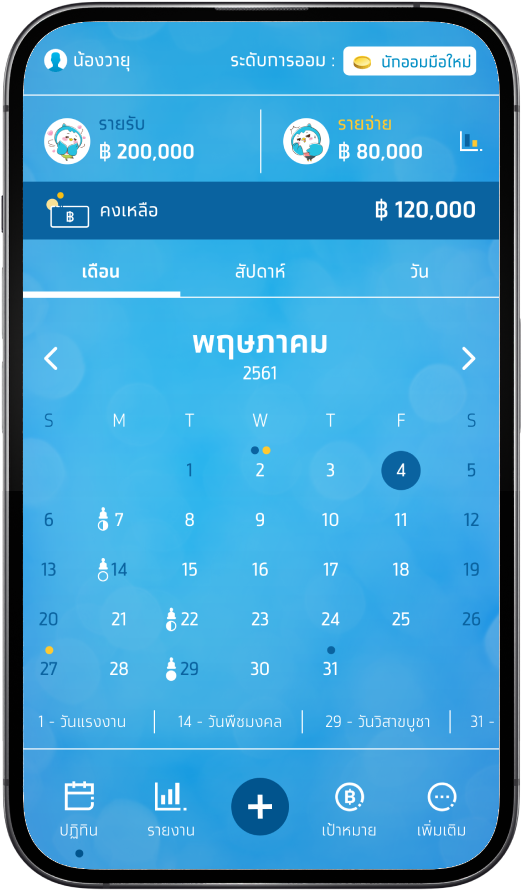 น้องวายุ ระดับการออม : นักออมมือใหม่
รายรับ รายจ่าย
฿ 200,000 ฿ 80,000
฿ คงเหลือ ฿ 120,000
เดือน สัปดาห์ วัน
พฤษภาคม
2561
S M T W T F S
1 2 3 4 5
6 7 8 9 10 11 12
13 14 15 16 17 18 19
20 21 22 23 24 25 26
27 28 29 30 31
1 - วันแรงงาน 14 - วันพืชมงคล 29 - วันวิสาขบูชา 31 -
ปฏิทิน รายงาน + ฿ เป้าหมาย เพิ่มเติม